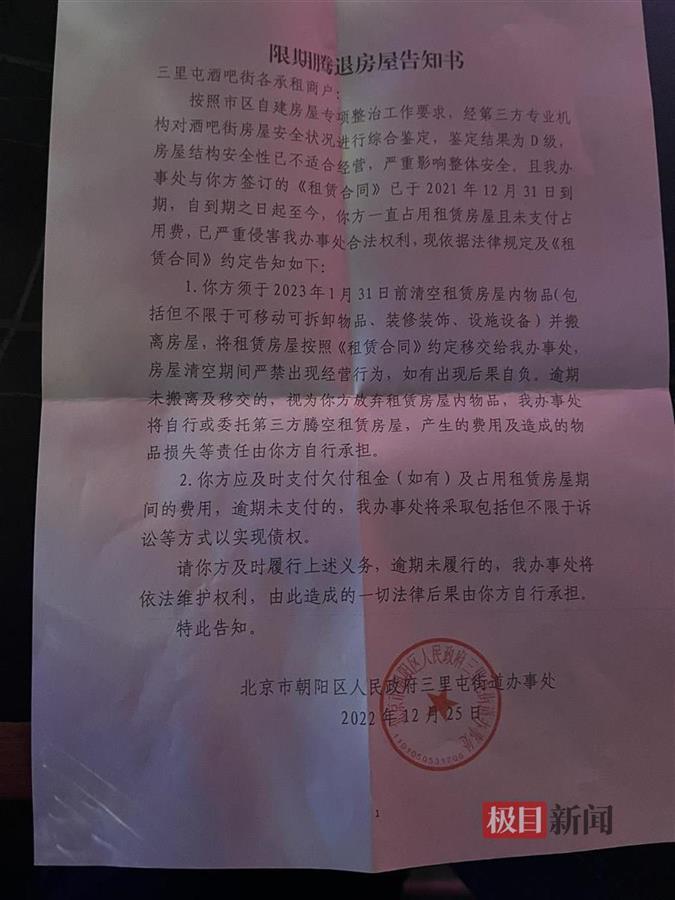 限期腾退房屋告知书
三里屯酒吧街各承租商户：
按照市区自建房屋专项整治工作要求，经第三方专业机
构对酒吧街房屋安全状况进行综合鉴定，鉴定结果为D级，
房屋结构安全性已不适合经营，严重影响整体安全。且我办
事处与你方签订的《租赁合同》已于2021年12月31日到
期，自到期之日起至今，你方一直占用租赁房屋且未支付占
用费，已严重侵害我办事处合法权利，现依据法律规定及《租
赁合同》约定告知如下：
1.你方须于2023年1月31日前清空租赁房屋内物品（包
括但不限于可移动可拆卸物品、装修装饰、设施设备）并搬
离房屋，将租赁房屋按照《租赁合同》约定移交给我办事处，
房屋清空期间严禁出现经营行为，如有出现后果自负。逾期
未搬离及移交的，视为你方放弃租赁房屋内物品，我办事处
将自行或委托第三方腾空租赁房屋，产生的费用及造成的物
品损失等责任由你方自行承担。
2.你方应及时支付欠付租金（如有）及占用租赁房屋期
间的费用，逾期未支付的，我办事处将采取包括但不限于诉
讼等方式以实现债权。
请你方及时履行上述义务，逾期未履行的，我办事处将
依法维护权利，由此造成的一切法律后果由你方自行承担。
特此告知。
北京市朝阳区人民政府三里屯街道办事处
2022年12月25日
北京市朝阳区人民政府三里屯街道办事处
1101050531200
1
极目新闻